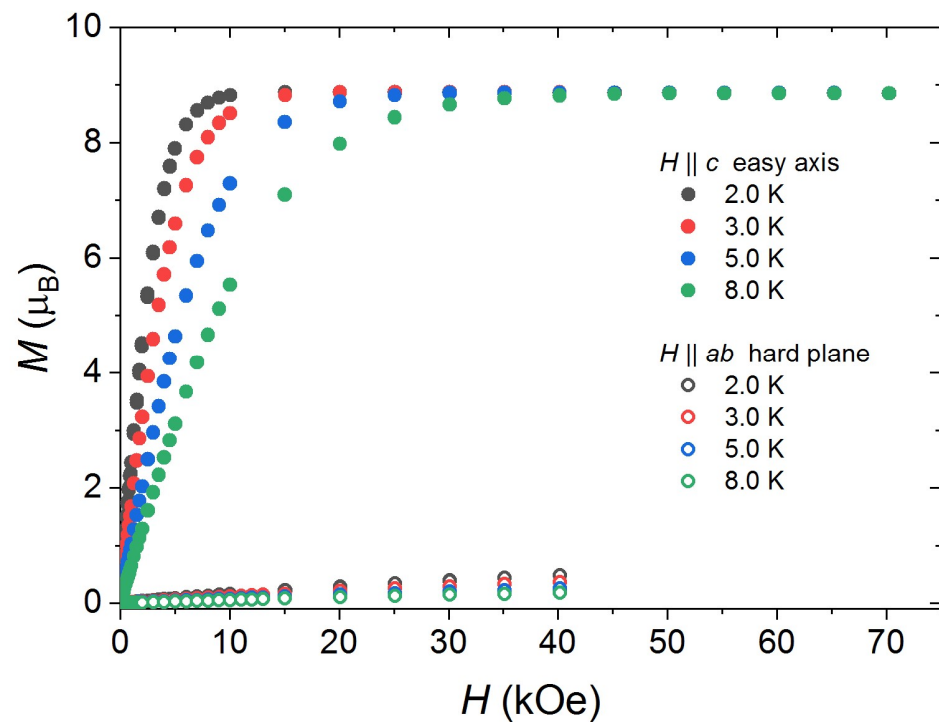 10
8
6
4
2
0
M (μB)
0 10 20 30 40 50 60 70
H (kOe)
H || c easy axis
2.0 K
3.0 K
5.0 K
8.0 K
H || ab hard plane
2.0 K
3.0 K
5.0 K
8.0 K